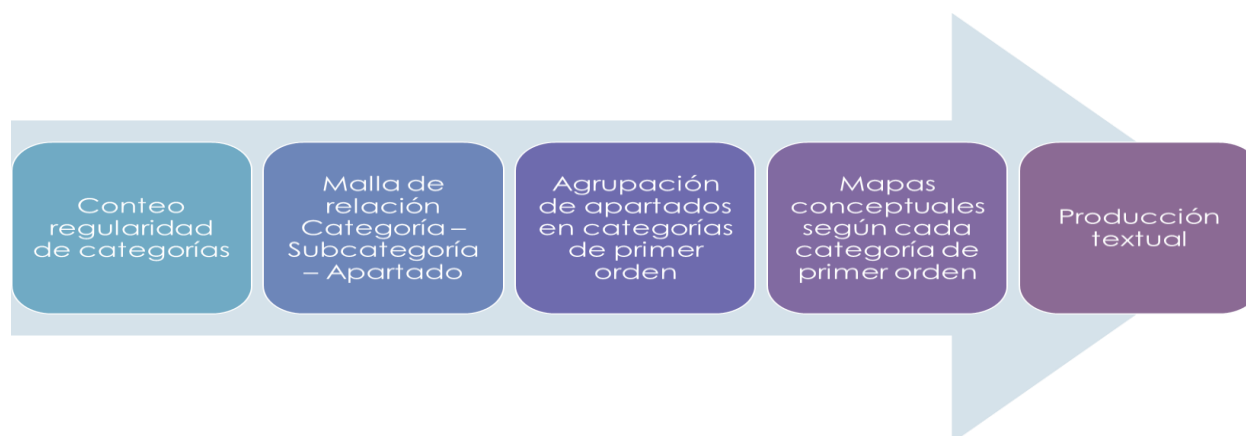 Conteo
regularidad
de categorías
Malla de
relación
Categoría –
Subcategoría
– Apartado
Agrupación
de apartados
en categorías
de primer
orden
Mapas
conceptuales
según cada
categoría de
primer orden
Producción
textual